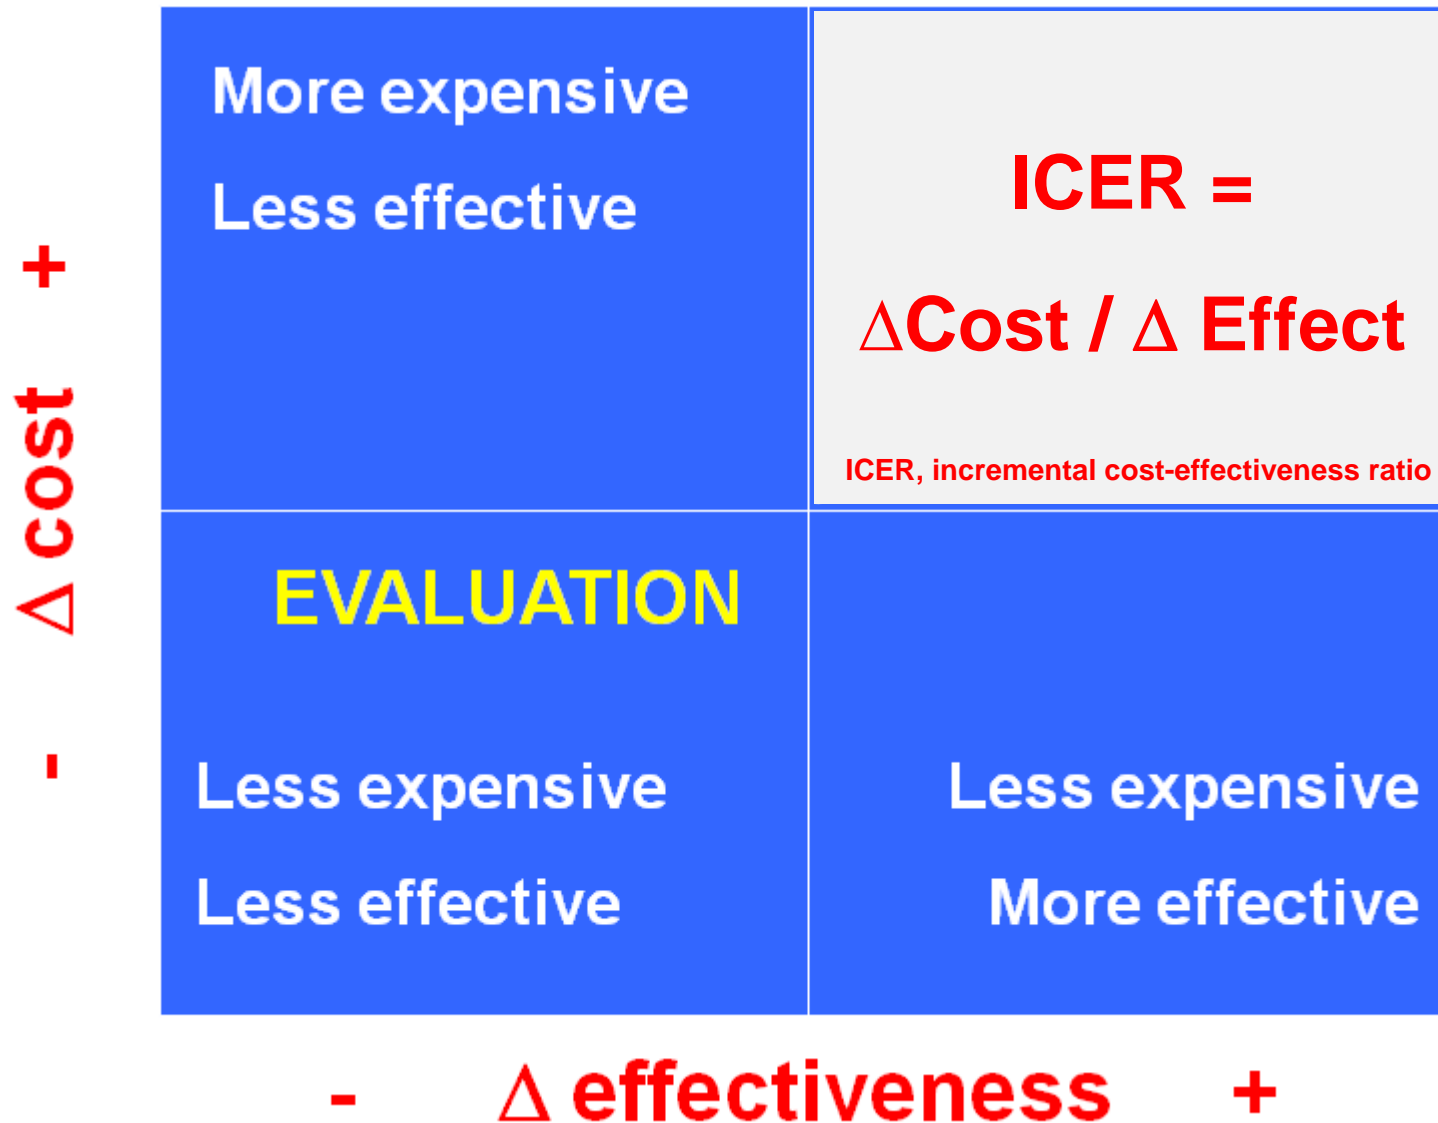 More expensive
Less effective
ICER =
ΔCost / Δ Effect
ICER, incremental cost-effectiveness ratio
- Δ cost +
EVALUATION
Less expensive
Less effective
Less expensive
More effective
- Δ effectiveness +